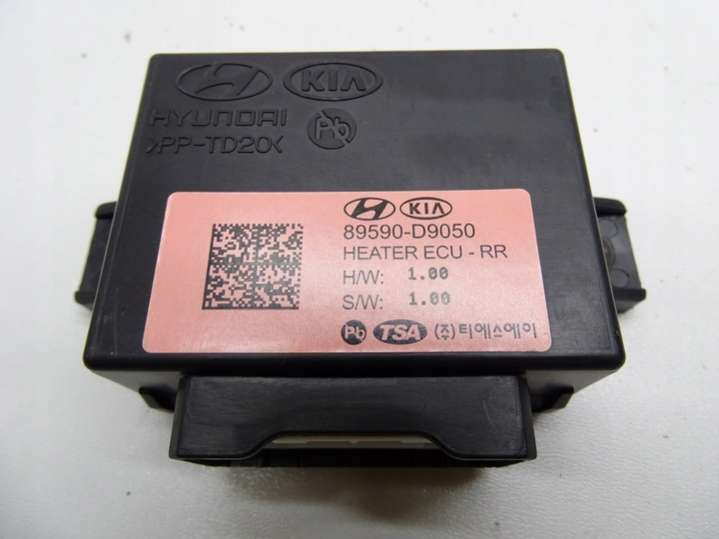 KIA
HYUNDAI
Pb
>PP-TD20<
KIA
89590-D9050
HEATER ECU - RR
H/W: 1.00
S/W: 1.00
Pb TSA (주)티에스에이